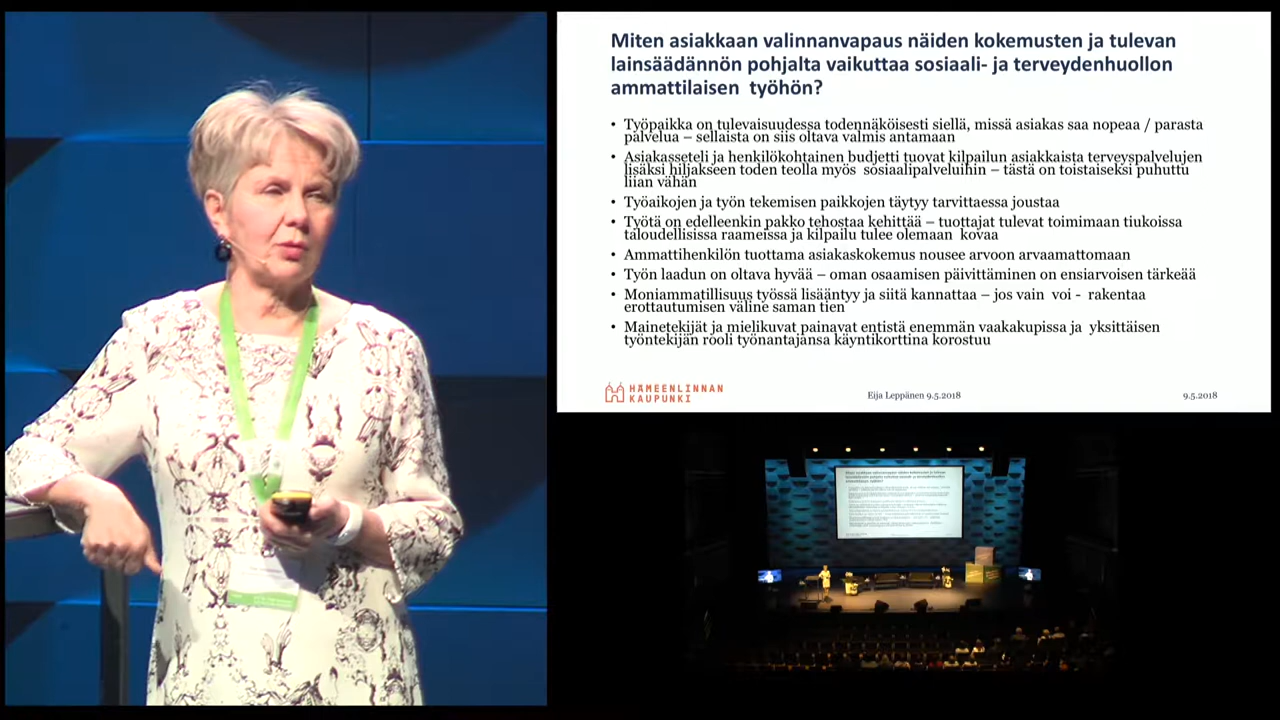 Miten asiakkaan valinnanvapaus näiden kokemusten ja tulevan
lainsäädännön pohjalta vaikuttaa sosiaali- ja terveydenhuollon
ammattilaisen työhön?
• Työpaikka on tulevaisuudessa todennäköisesti siellä, missä asiakas saa nopeaa / parasta
palvelua – sellaista on siis oltava valmis antamaan
• Asiakasseteli ja henkilökohtainen budjetti tuovat kilpailun asiakkaista terveyspalvelujen
lisäksi hiljakseen toden teolla myös sosiaalipalveluihin – tästä on toistaiseksi puhuttu
liian vähän
• Työaikojen ja työn tekemisen paikkojen täytyy tarvittaessa joustaa
• Työtä on edelleenkin pakko tehostaa kehittää – tuottajat tulevat toimimaan tiukoissa
taloudellisissa raameissa ja kilpailu tulee olemaan kovaa
• Ammattihenkilön tuottama asiakaskokemus nousee arvoon arvaamattomaan
• Työn laadun on oltava hyvää – oman osaamisen päivittäminen on ensiarvoisen tärkeää
• Moniammatillisuus työssä lisääntyy ja siitä kannattaa – jos vain voi - rakentaa
erottautumisen väline saman tien
• Mainetekijät ja mielikuvat painavat entistä enemmän vaakakupissa ja yksittäisen
työntekijän rooli työnantajansa käyntikorttina korostuu
HÄMEENLINNAN
KAUPUNKI
Eija Leppänen 9.5.2018
9.5.2018